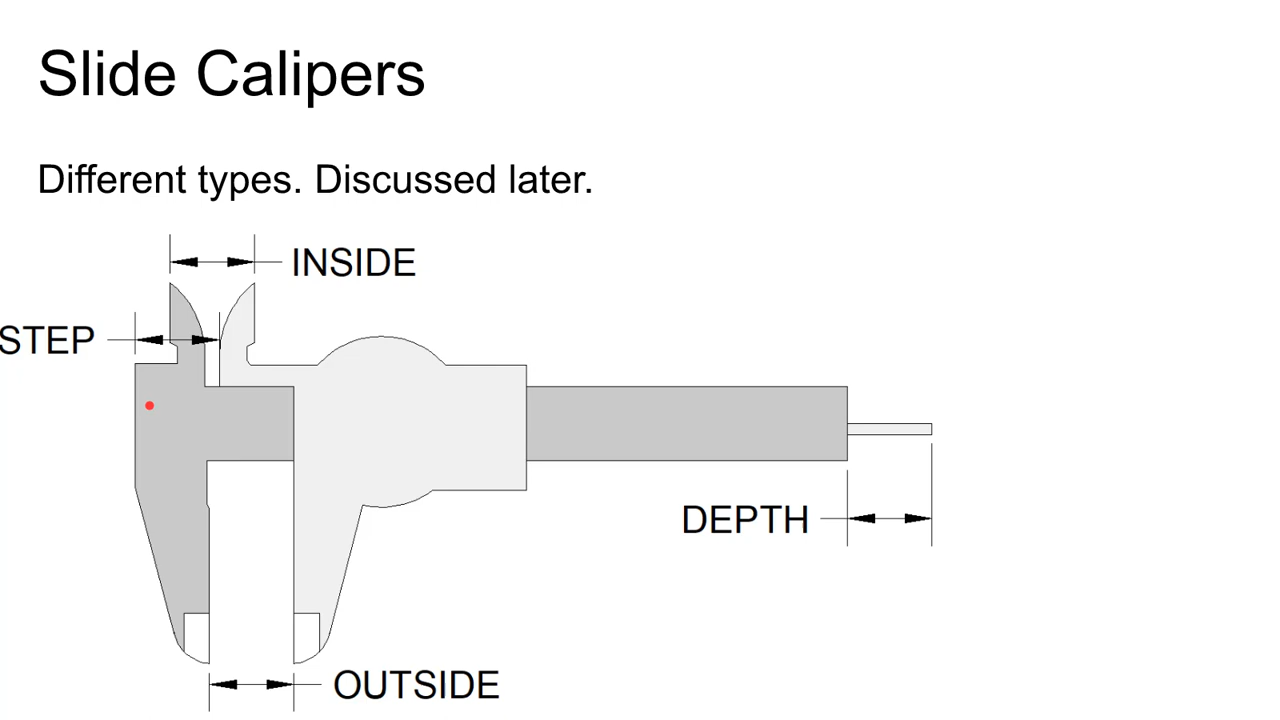 Slide Calipers
Different types. Discussed later.
INSIDE
STEP
DEPTH
OUTSIDE